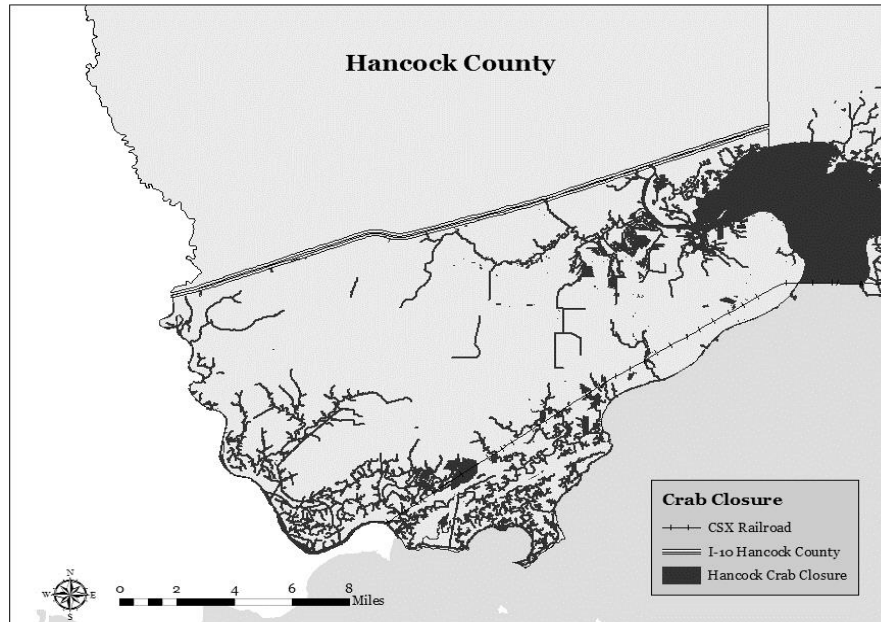 Hancock County
Crab Closure
CSX Railroad
I-10 Hancock County
Hancock Crab Closure
N
W E
S
0 2 4 6 8
Miles